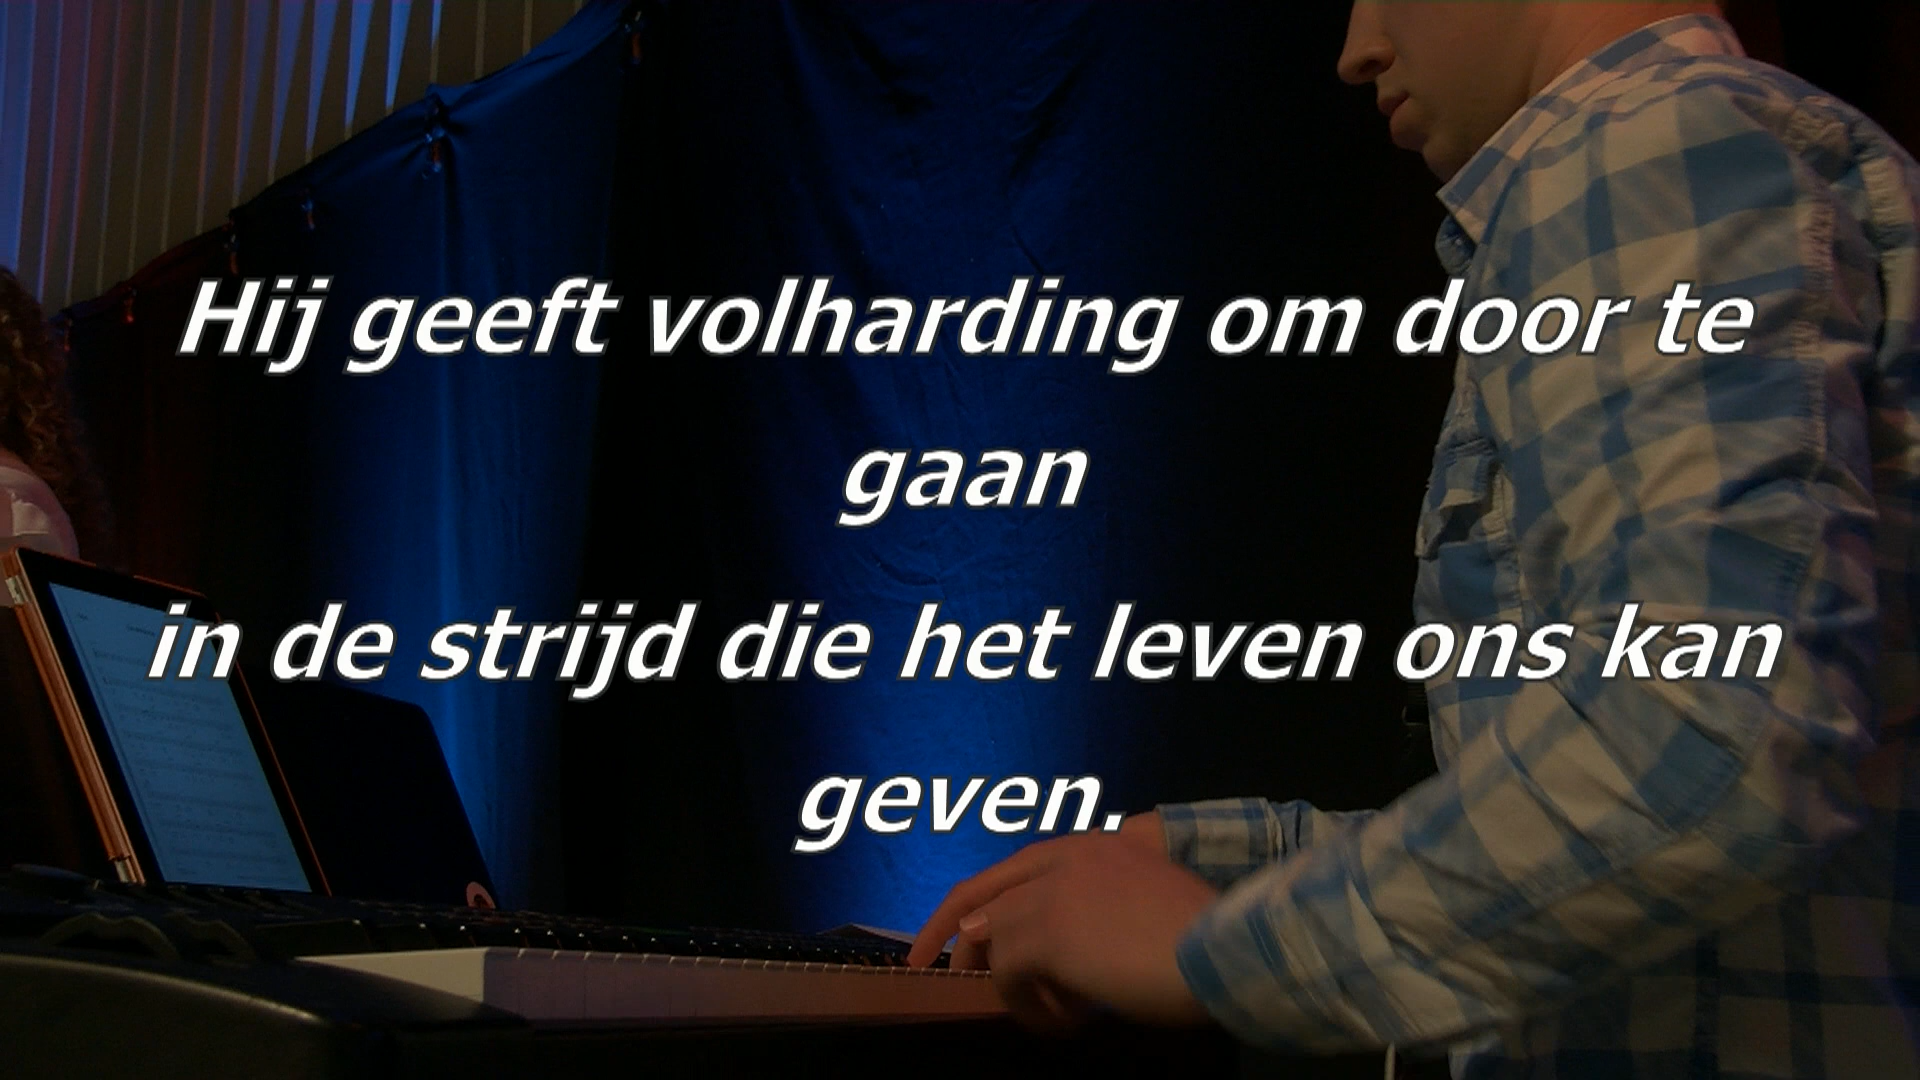 Hij geeft volharding om door te
gaan
in de strijd die het leven ons kan
geven.